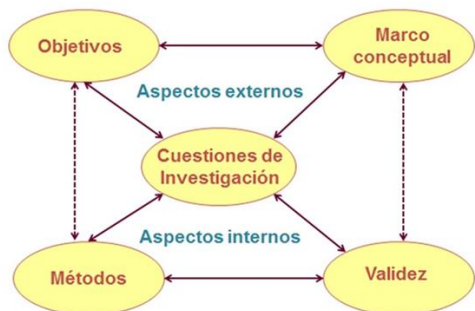 Objetivos
Marco
conceptual
Aspectos externos
Cuestiones de
Investigación
Aspectos internos
Métodos
Validez